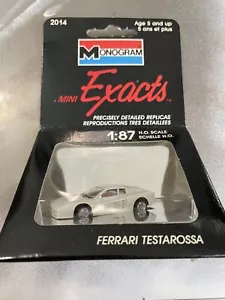 2014
Age 5 and up
5 ans et plus
MONOGRAM
MINI Exacts™
PRECISELY DETAILED REPLICAS
REPRODUCTIONS TRES DETAILLEES
1:87 H.O. SCALE
ECHELLE H.O.
FERRARI TESTAROSSA